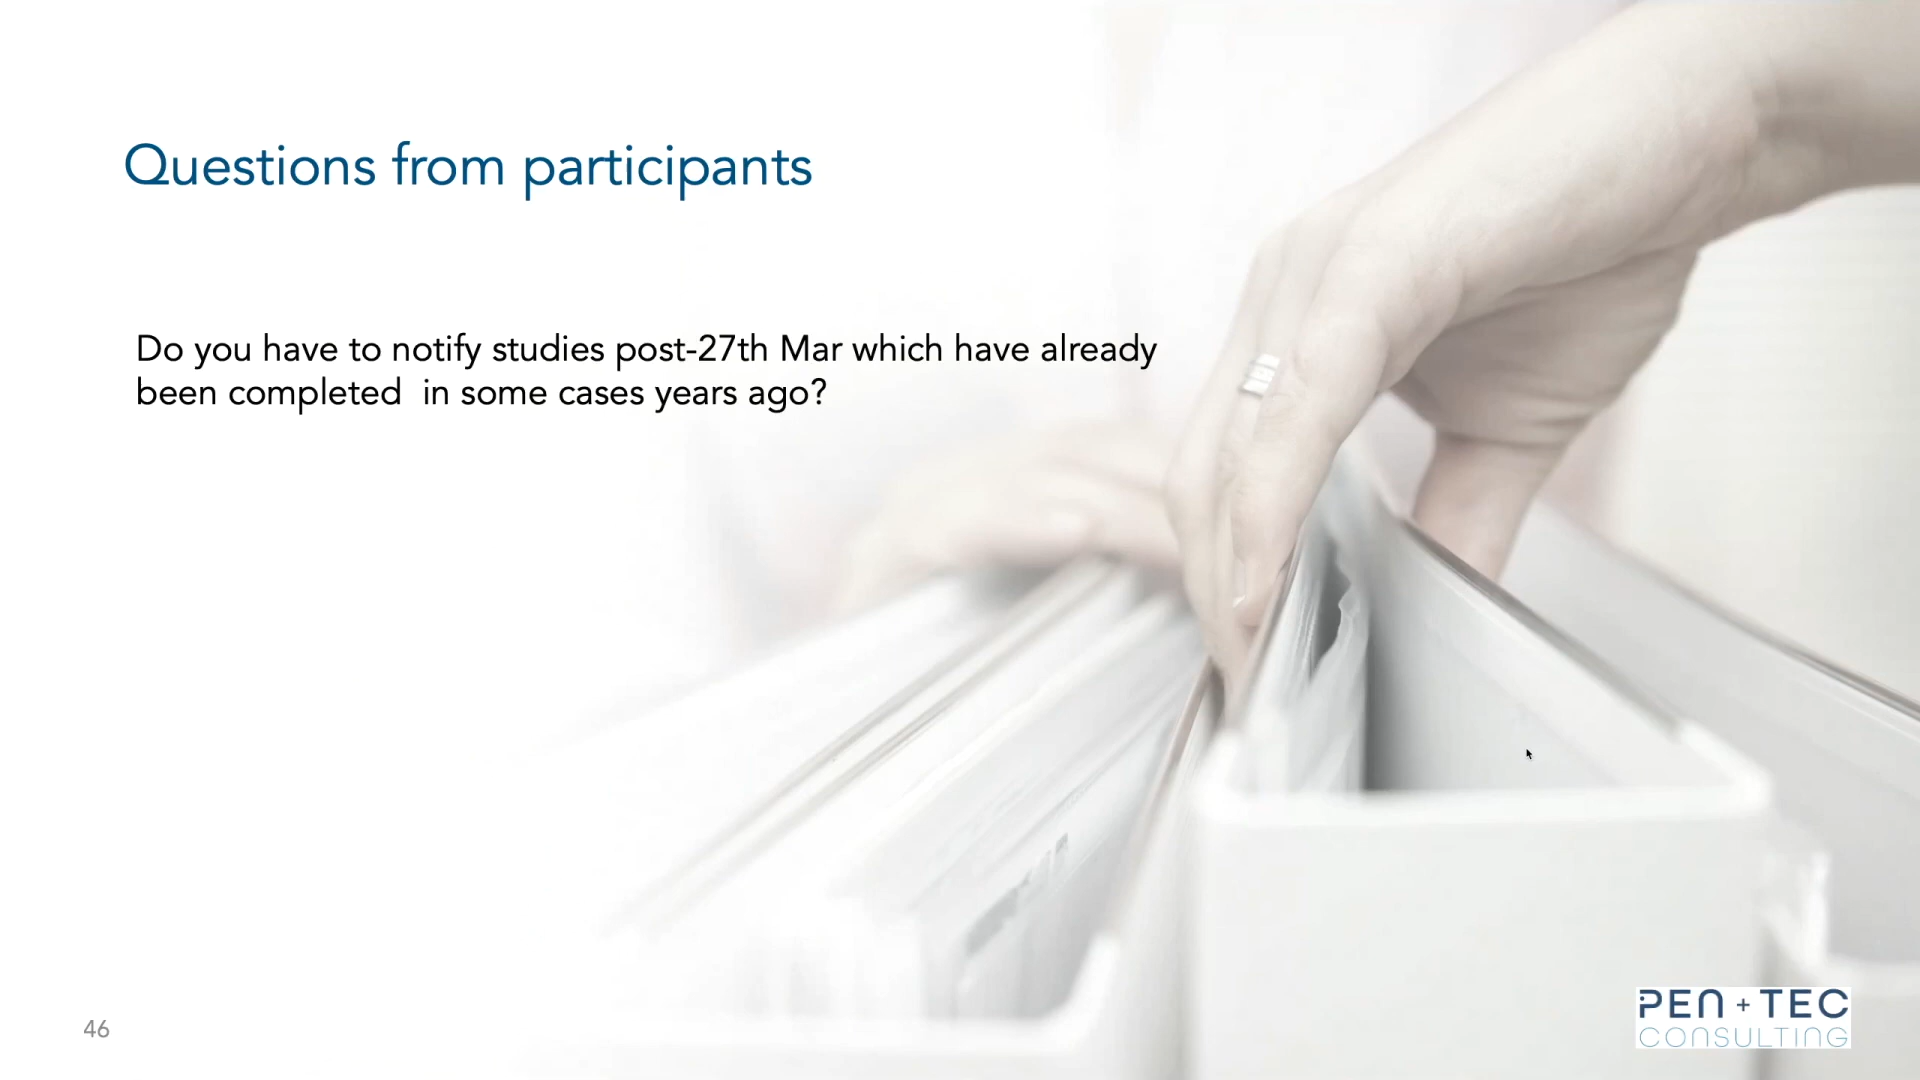 Questions from participants
Do you have to notify studies post-27th Mar which have already
been completed  in some cases years ago?
46
PEN + TEC
CONSULTING